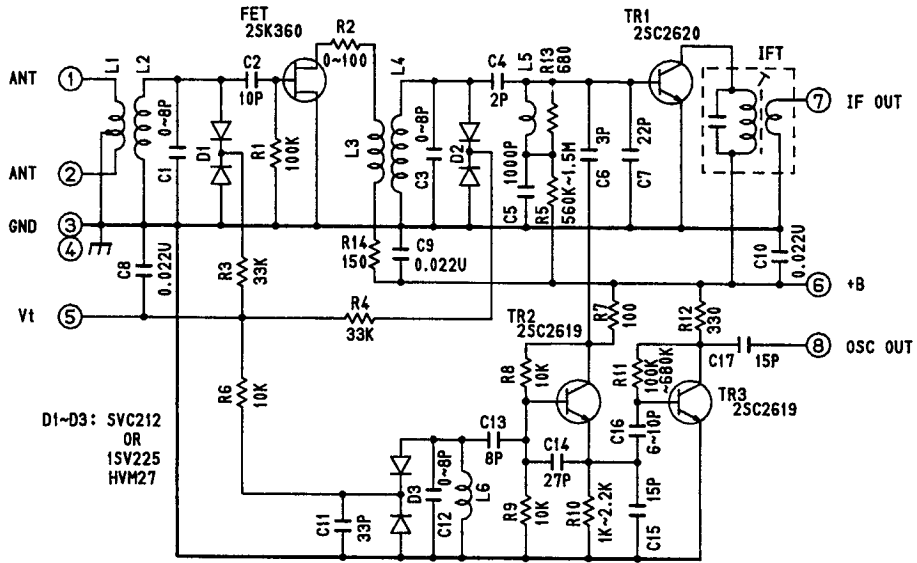 FET
2SK360
TR1
2SC2620
ANT
1
L1
L2
0~8P
C1
D1
C2
10P
R1
100K
R2
0~100
L3
L4
0~8P
C3
D2
C4
2P
L5
R13
680
1000P
C5
R5
560K~1.5M
3P
C6
22P
C7
IFT
7
IF OUT
ANT
2
GND
3
4
C8
0.022U
R3
33K
R14
150
C9
0.022U
C10
0.022U
6
+B
Vt
5
R4
33K
TR2
2SC2619
R7
100
R12
330
8
OSC OUT
C17
15P
R6
10K
R8
10K
R11
100K
~680K
TR3
2SC2619
D1~D3: SVC212
OR
1SV225
HVM27
C13
8P
C14
27P
C16
6~10P
C11
33P
D3
0~8P
C12
L6
R9
10K
R10
1K~2.2K
15P
C15